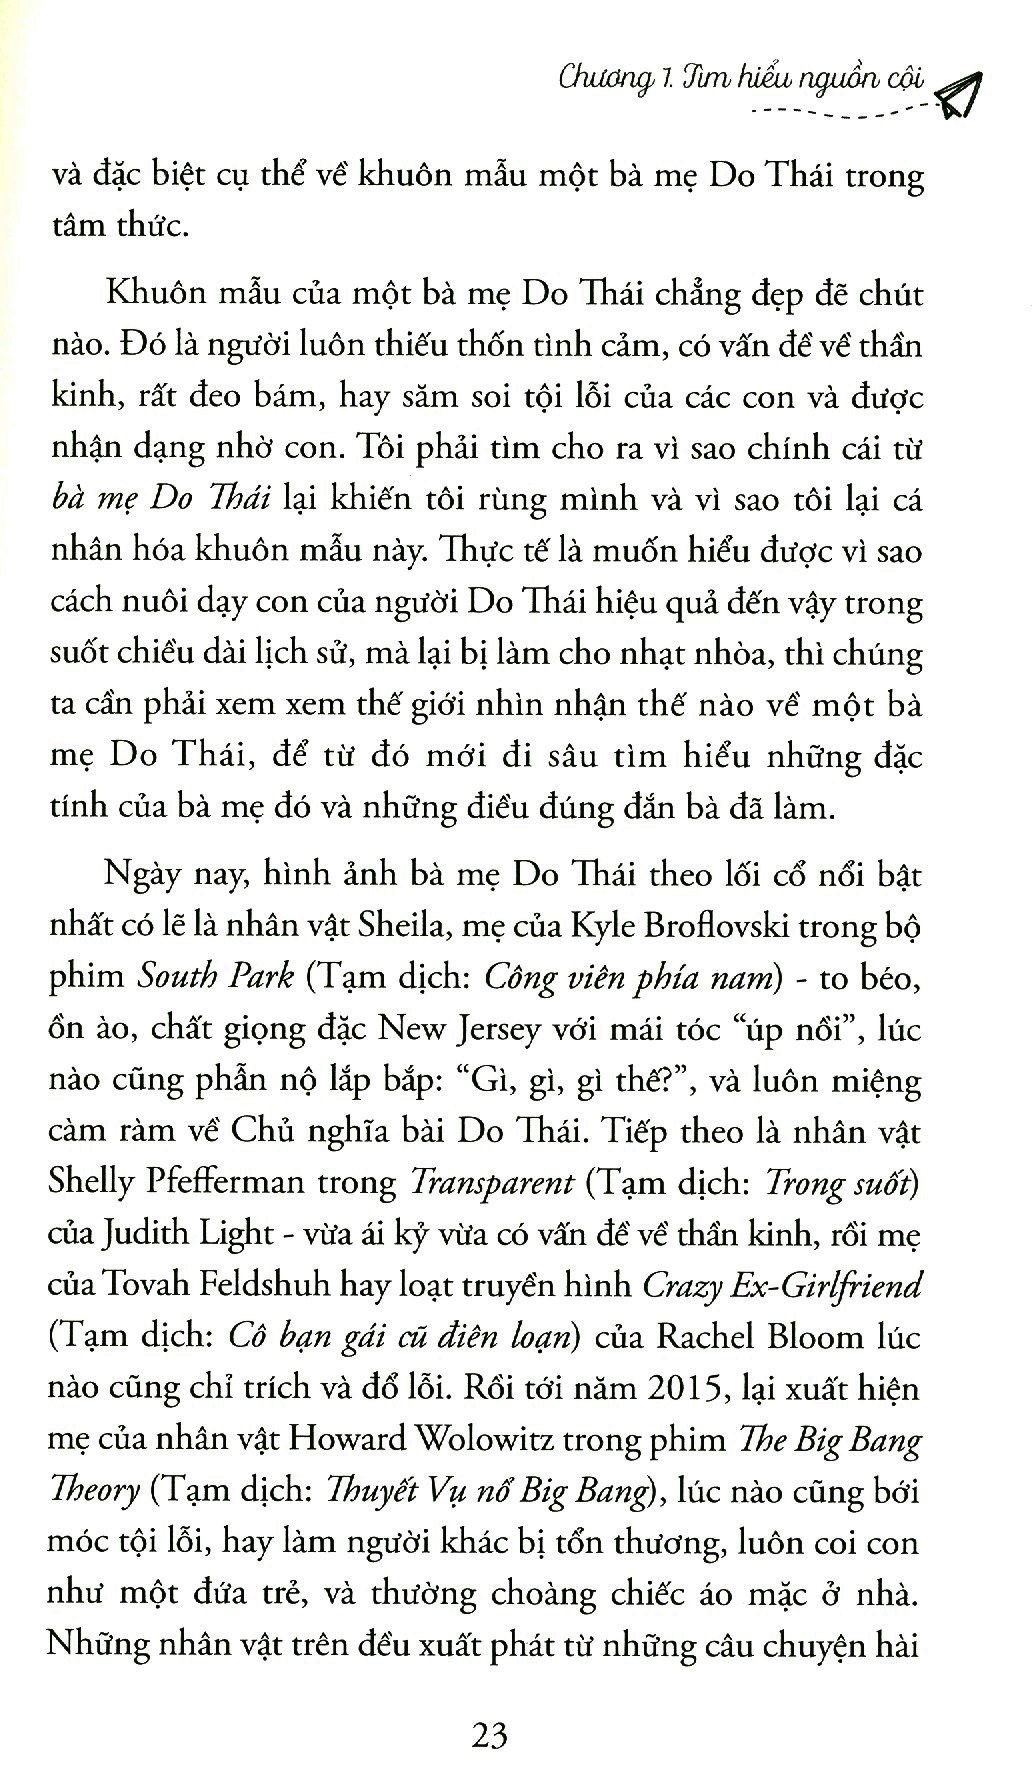 Chương 1. Tìm hiểu nguồn cội
và đặc biệt cụ thể về khuôn mẫu một bà mẹ Do Thái trong
tâm thức.
Khuôn mẫu của một bà mẹ Do Thái chẳng đẹp đẽ chút
nào. Đó là người luôn thiếu thốn tình cảm, có vấn đề về thần
kinh, rất đeo bám, hay săm soi tội lỗi của các con và được
nhận dạng nhờ con. Tôi phải tìm cho ra vì sao chính cái từ
bà mẹ Do Thái lại khiến tôi rùng mình và vì sao tôi lại cá
nhân hóa khuôn mẫu này. Thực tế là muốn hiểu được vì sao
cách nuôi dạy con của người Do Thái hiệu quả đến vậy trong
suốt chiều dài lịch sử, mà lại bị làm cho nhạt nhòa, thì chúng
ta cần phải xem xem thế giới nhìn nhận thế nào về một bà
mẹ Do Thái, để từ đó mới đi sâu tìm hiểu những đặc
tính của bà mẹ đó và những điều đúng đắn bà đã làm.
Ngày nay, hình ảnh bà mẹ Do Thái theo lối cổ nổi bật
nhất có lẽ là nhân vật Sheila, mẹ của Kyle Broflovski trong bộ
phim South Park (Tạm dịch: Công viên phía nam) - to béo,
ồn ào, chất giọng đặc New Jersey với mái tóc “úp nồi”, lúc
nào cũng phẫn nộ lắp bắp: “Gì, gì, gì thế?”, và luôn miệng
càm ràm về Chủ nghĩa bài Do Thái. Tiếp theo là nhân vật
Shelly Pfefferman trong Transparent (Tạm dịch: Trong suốt)
của Judith Light - vừa ái kỷ vừa có vấn đề về thần kinh, rồi mẹ
của Tovah Feldshuh hay loạt truyền hình Crazy Ex-Girlfriend
(Tạm dịch: Cô bạn gái cũ điên loạn) của Rachel Bloom lúc
nào cũng chỉ trích và đổ lỗi. Rồi tới năm 2015, lại xuất hiện
mẹ của nhân vật Howard Wolowitz trong phim The Big Bang
Theory (Tạm dịch: Thuyết Vụ nổ Big Bang), lúc nào cũng bới
móc tội lỗi, hay làm người khác bị tổn thương, luôn coi con
như một đứa trẻ, và thường choàng chiếc áo mặc ở nhà.
Những nhân vật trên đều xuất phát từ những câu chuyện hài
23